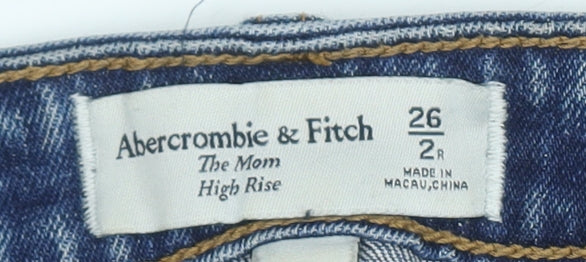 Abercrombie & Fitch
The Mom
High Rise
26
2R
MADE IN
MACAU,CHINA